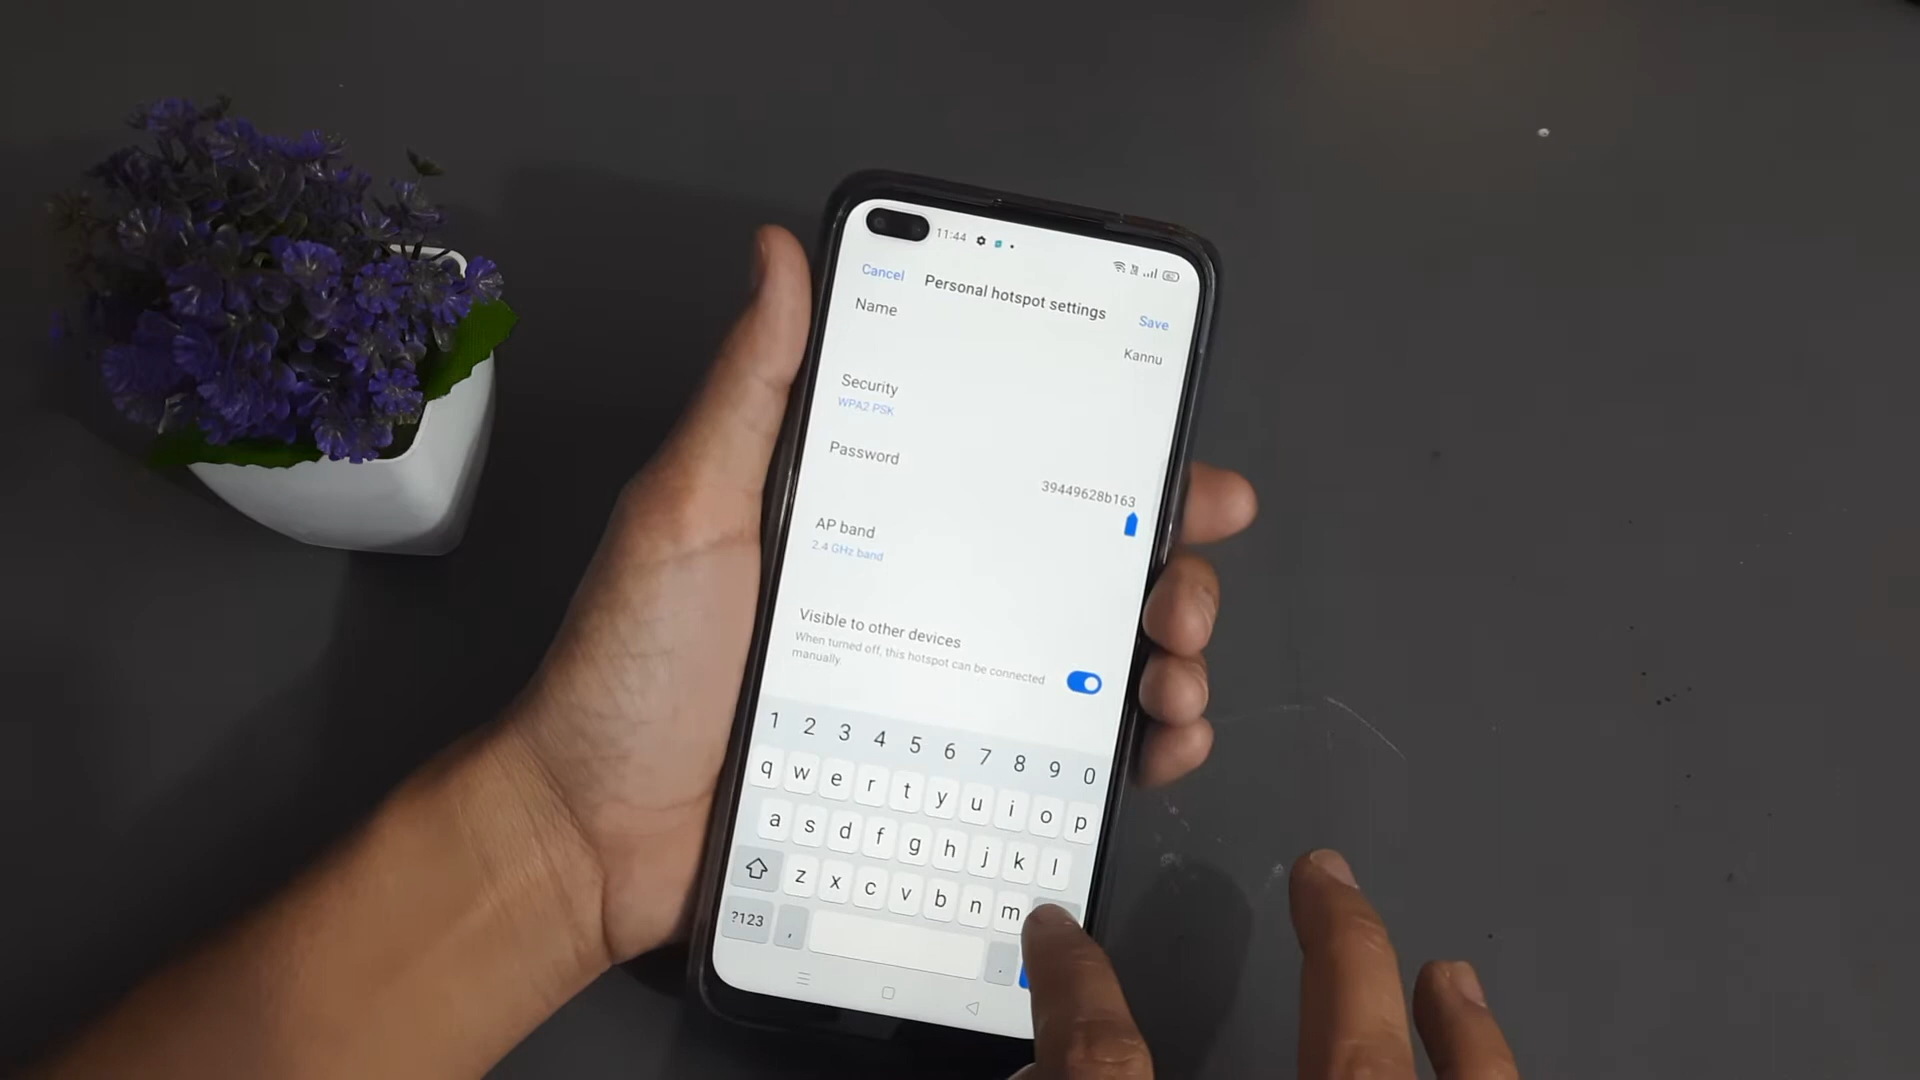 11:44
Cancel
Personal hotspot settings
Save
Name
Kannu
Security
WPA2 PSK
Password
39449628b163
AP band
2.4 GHz band
Visible to other devices
When turned off, this hotspot can be connected
manually.
1 2 3 4 5 6 7 8 9 0
q w e r t y u i o p
a s d f g h j k l
z x c v b n m
?123 , .